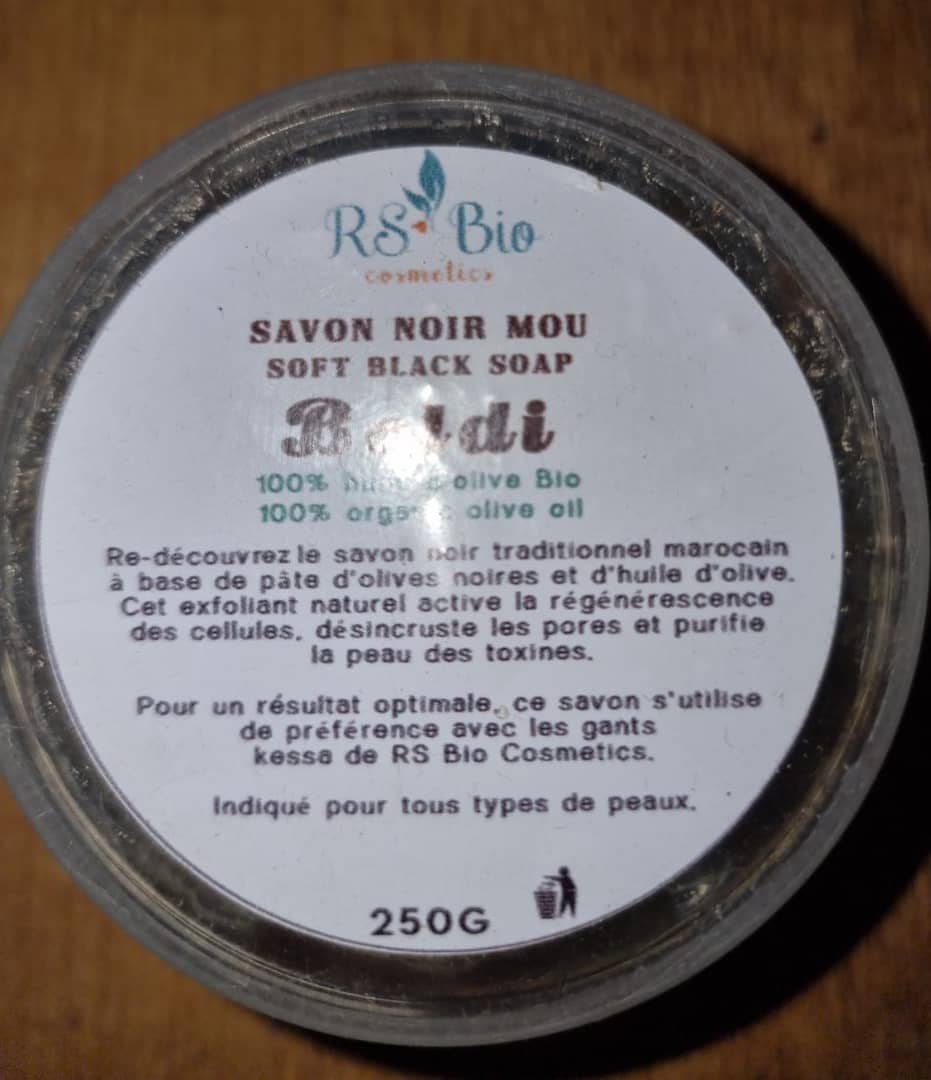 RS Bio
cosmetics
SAVON NOIR MOU
SOFT BLACK SOAP
Beldi
100% olive Bio
100% organic olive oil
Re-découvrez le savon noir traditionnel marocain
à base de pâte d'olives noires et d'huile d'olive.
Cet exfoliant naturel active la régénérescence
des cellules, désincruste les pores et purifie
la peau des toxines.
Pour un résultat optimale, ce savon s'utilise
de préférence avec les gants
kessa de RS Bio Cosmetics.
Indiqué pour tous types de peaux.
250G